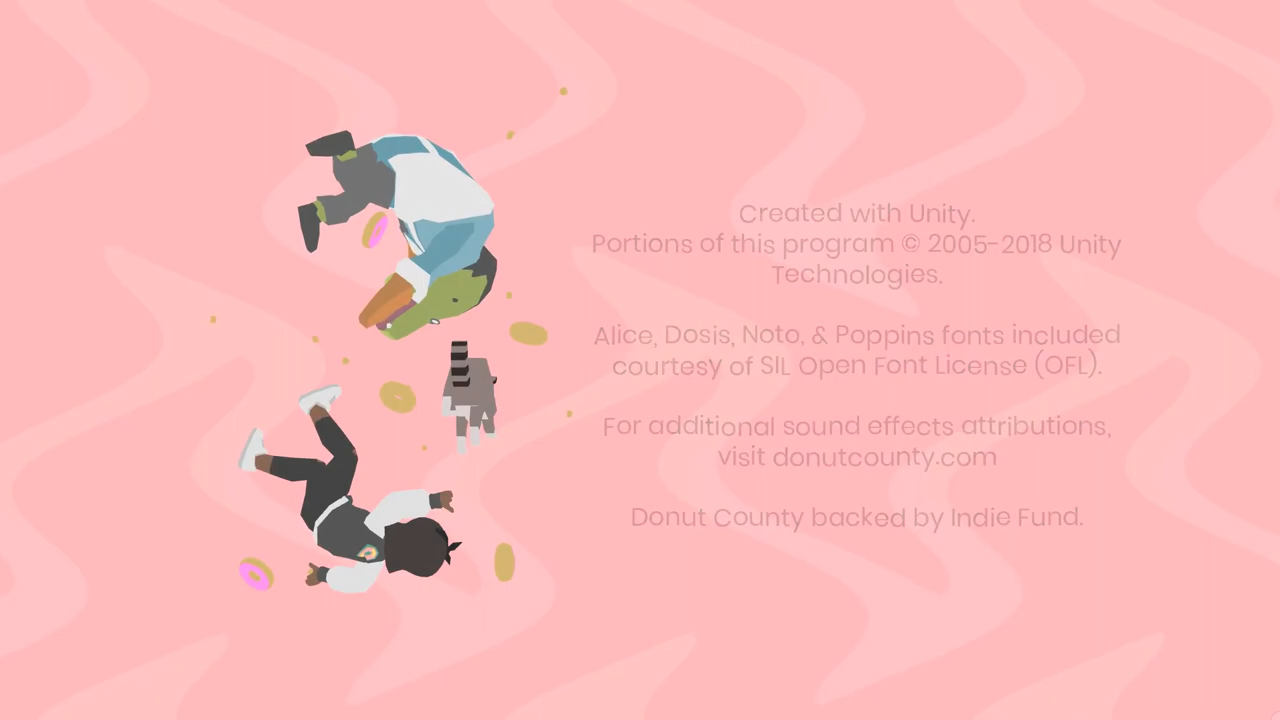 Created with Unity.
Portions of this program © 2005-2018 Unity
Technologies.
Alice, Dosis, Noto, & Poppins fonts included
courtesy of SIL Open Font License (OFL).
For additional sound effects attributions,
visit donutcounty.com
Donut County backed by Indie Fund.